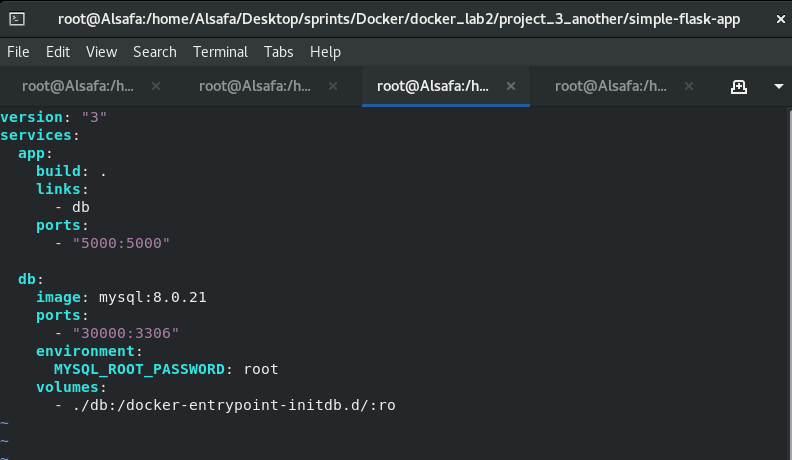 root@Alsafa:/home/Alsafa/Desktop/sprints/Docker/docker_lab2/project_3_another/simple-flask-app
File Edit View Search Terminal Tabs Help
root@Alsafa:/h... × root@Alsafa:/h... × root@Alsafa:/h... × root@Alsafa:/h... ×
version: "3"
services:
  app:
    build: .
    links:
      - db
    ports:
      - "5000:5000"

  db:
    image: mysql:8.0.21
    ports:
      - "30000:3306"
    environment:
      MYSQL_ROOT_PASSWORD: root
    volumes:
      - ./db:/docker-entrypoint-initdb.d/:ro
~
~
~